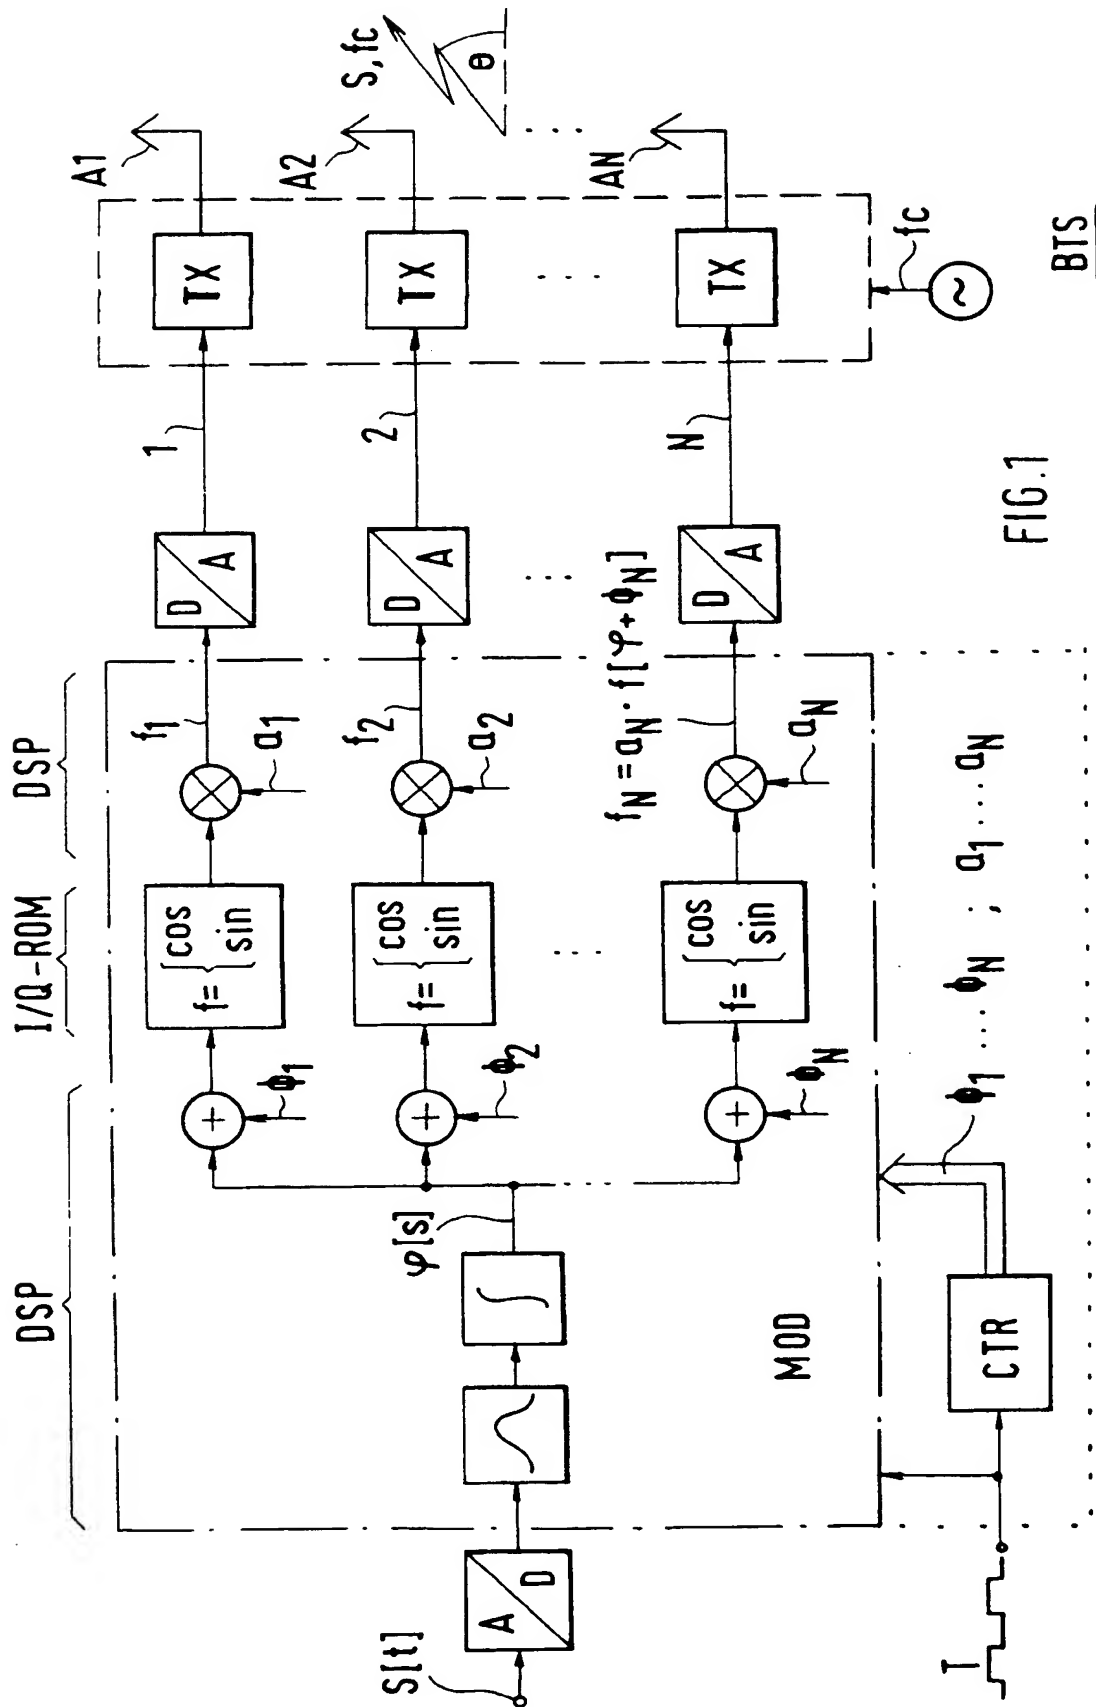 DSP
I/Q-ROM
DSP
S[t]
A
D
φ[s]
ϕ1
f= { cos
sin
f1
a1
D
A
1
TX
A1
ϕ2
f= { cos
sin
f2
a2
D
A
2
TX
A2
S, fc
θ
ϕN
f= { cos
sin
fN = aN · f[φ+ϕN]
aN
D
A
N
TX
AN
MOD
T
CTR
ϕ1 .... ϕN ; a1 .... aN
~
fc
FIG.1
BTS